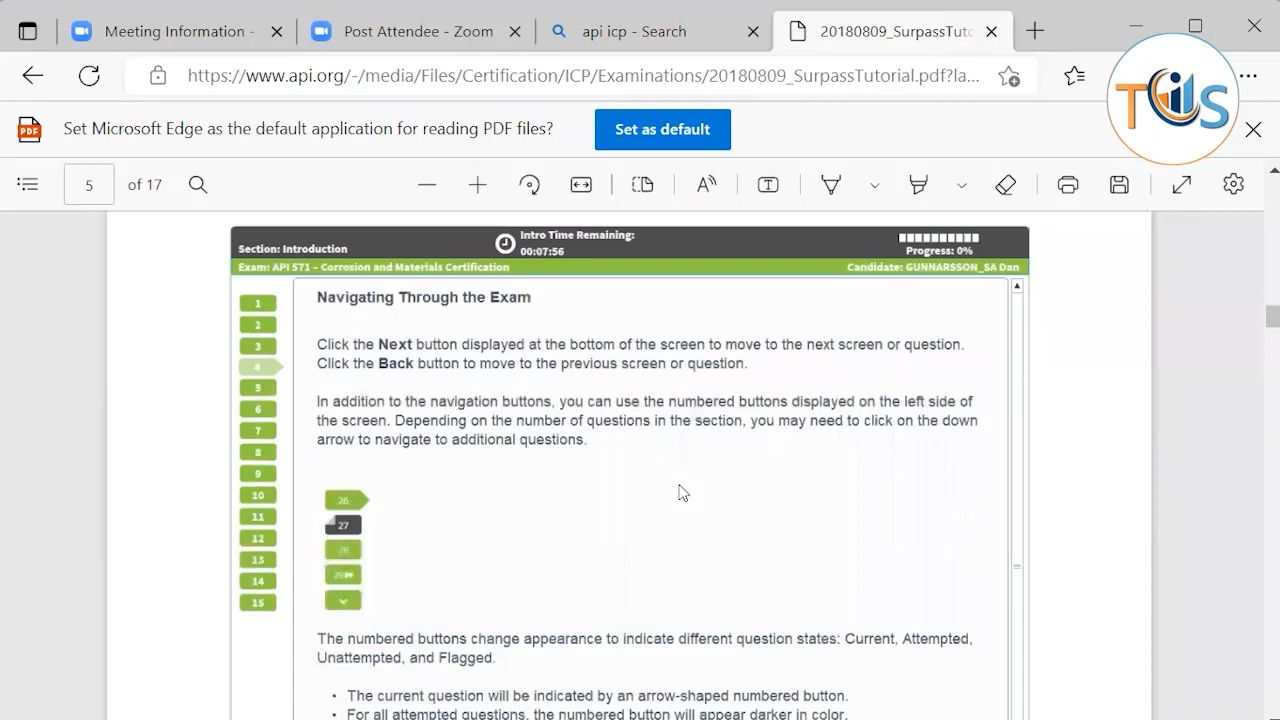 Meeting Information -
Post Attendee - Zoom
api icp - Search
20180809_SurpassTuto
https://www.api.org/-/media/Files/Certification/ICP/Examinations/20180809_SurpassTutorial.pdf?la...
TIS
PDF
Set Microsoft Edge as the default application for reading PDF files?
Set as default
5 of 17
Section: Introduction
Intro Time Remaining:
00:07:56
Progress: 0%
Exam: API 571 – Corrosion and Materials Certification
Candidate: GUNNARSSON_SA Dan
1
2
3
4
5
6
7
8
9
10
11
12
13
14
15
Navigating Through the Exam
Click the Next button displayed at the bottom of the screen to move to the next screen or question.
Click the Back button to move to the previous screen or question.
In addition to the navigation buttons, you can use the numbered buttons displayed on the left side of
the screen. Depending on the number of questions in the section, you may need to click on the down
arrow to navigate to additional questions.
26
27
28
29
The numbered buttons change appearance to indicate different question states: Current, Attempted,
Unattempted, and Flagged.
• The current question will be indicated by an arrow-shaped numbered button.
• For all attempted questions, the numbered button will appear darker in color.